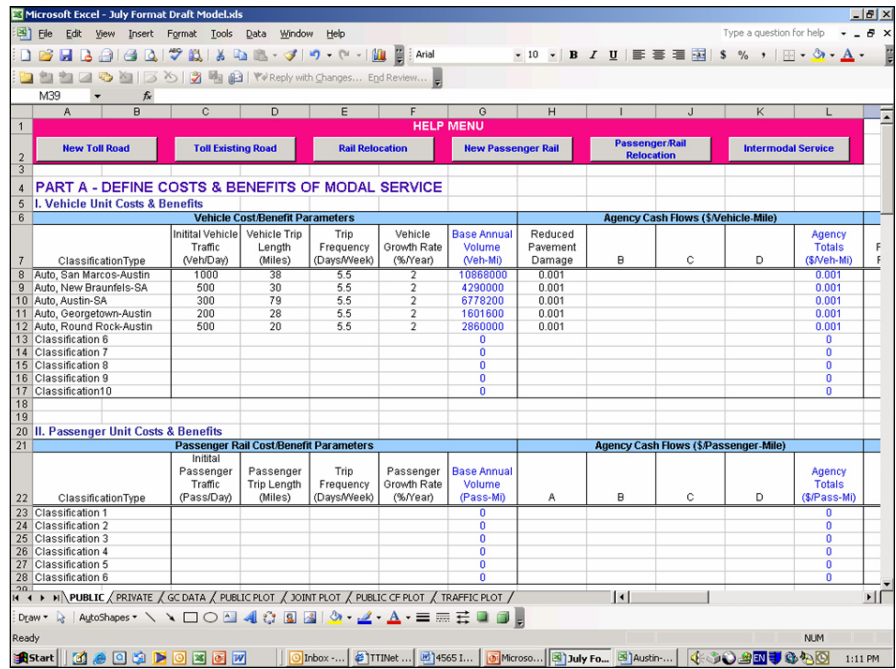 Microsoft Excel - July Format Draft Model.xls
File Edit View Insert Format Tools Data Window Help Type a question for help
Arial 10 B I U $ % ,
Reply with Changes... End Review...
M39 fx
A B C D E F G H I J K L
1 HELP MENU
2 New Toll Road Toll Existing Road Rail Relocation New Passenger Rail Passenger/Rail Relocation Intermodal Service
3
4 PART A - DEFINE COSTS & BENEFITS OF MODAL SERVICE
5 I. Vehicle Unit Costs & Benefits
6 Vehicle Cost/Benefit Parameters Agency Cash Flows ($/Vehicle-Mile)
7 ClassificationType Initital Vehicle Traffic (Veh/Day) Vehicle Trip Length (Miles) Trip Frequency (Days/Week) Vehicle Growth Rate (%/Year) Base Annual Volume (Veh-Mi) Reduced Pavement Damage B C D Agency Totals ($/Veh-Mi)
8 Auto, San Marcos-Austin 1000 38 5.5 2 10868000 0.001 0.001
9 Auto, New Braunfels-SA 500 30 5.5 2 4290000 0.001 0.001
10 Auto, Austin-SA 300 79 5.5 2 6778200 0.001 0.001
11 Auto, Georgetown-Austin 200 28 5.5 2 1601600 0.001 0.001
12 Auto, Round Rock-Austin 500 20 5.5 2 2860000 0.001 0.001
13 Classification 6 0 0
14 Classification 7 0 0
15 Classification 8 0 0
16 Classification 9 0 0
17 Classification10 0 0
18
19
20 II. Passenger Unit Costs & Benefits
21 Passenger Rail Cost/Benefit Parameters Agency Cash Flows ($/Passenger-Mile)
22 ClassificationType Initital Passenger Traffic (Pass/Day) Passenger Trip Length (Miles) Trip Frequency (Days/Week) Passenger Growth Rate (%/Year) Base Annual Volume (Pass-Mi) A B C D Agency Totals ($/Pass-Mi)
23 Classification 1 0 0
24 Classification 2 0 0
25 Classification 3 0 0
26 Classification 4 0 0
27 Classification 5 0 0
28 Classification 6 0 0
PUBLIC / PRIVATE / GC DATA / PUBLIC PLOT / JOINT PLOT / PUBLIC CF PLOT / TRAFFIC PLOT /
Draw AutoShapes
Ready NUM
Start Inbox -... TTINet ... 4565 I... Microso... July Fo... Austin-... EN 1:11 PM